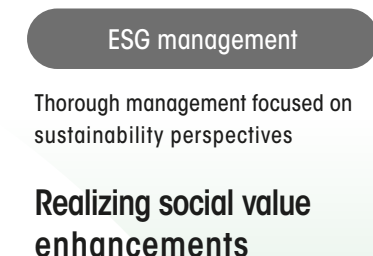 ESG management
Thorough management focused on
sustainability perspectives
Realizing social value
enhancements